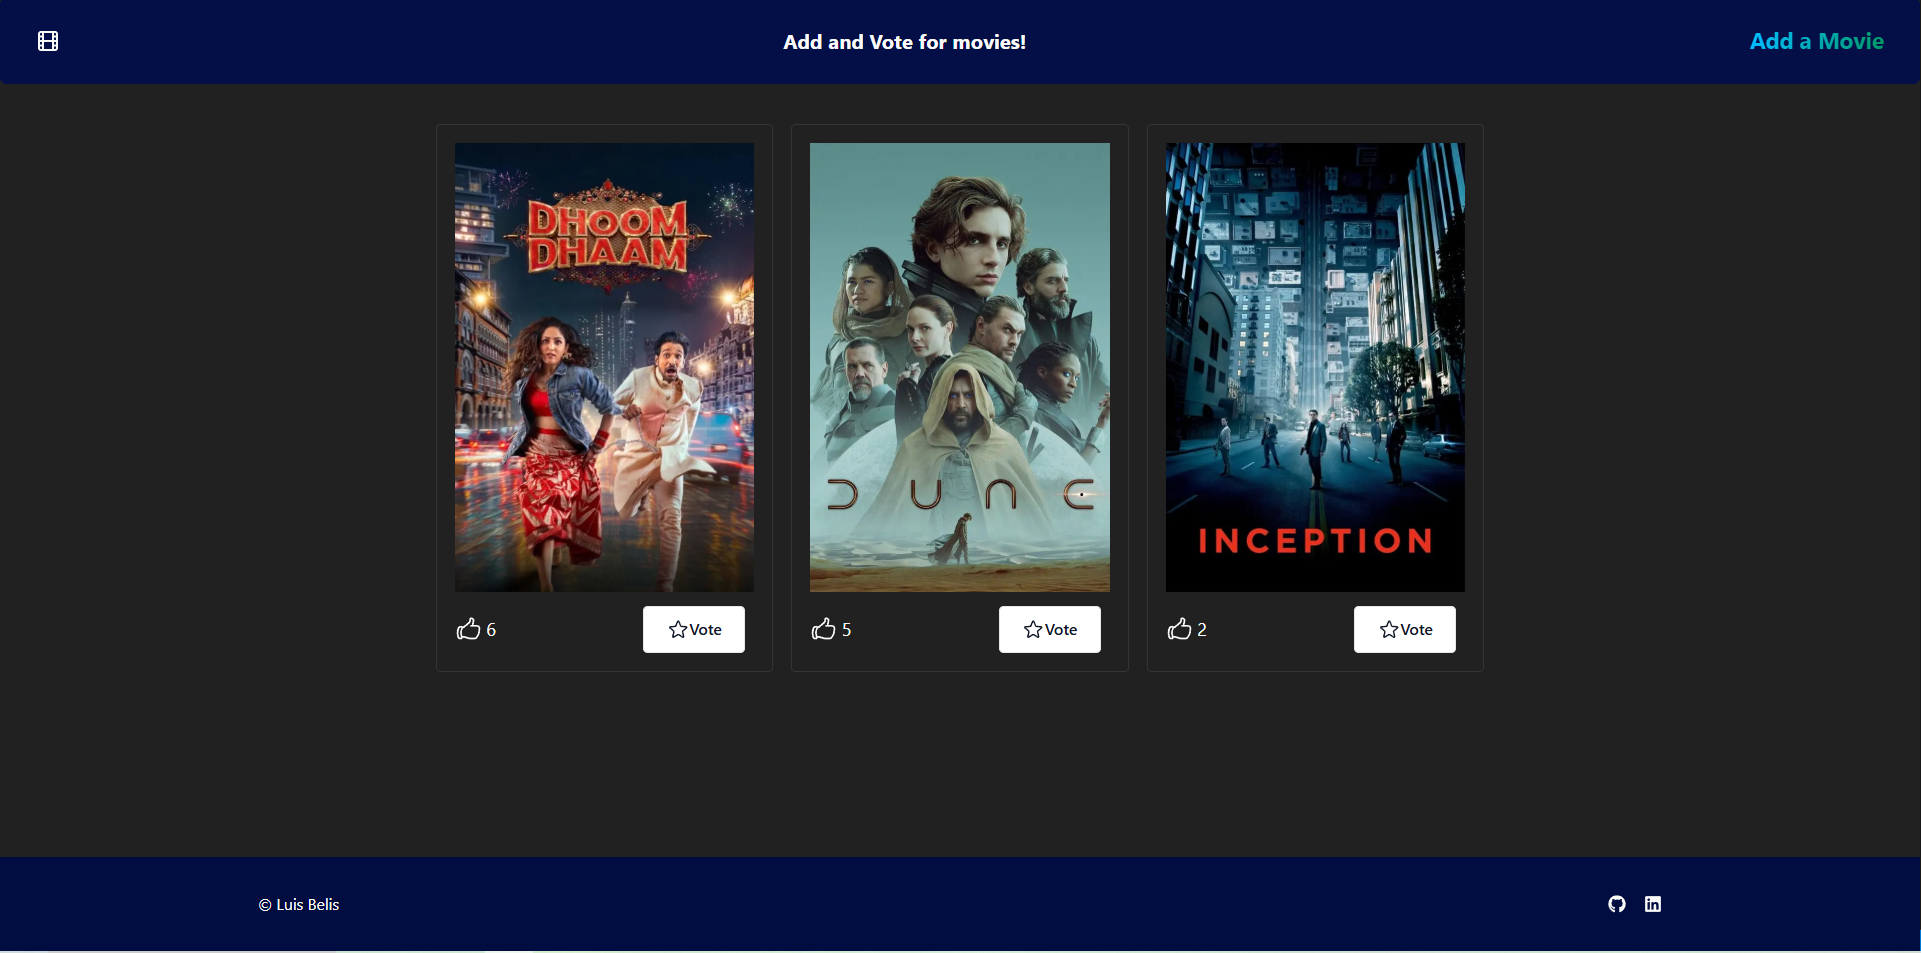 Add and Vote for movies!
Add a Movie
DHOOM
DHAAM
DUNE
INCEPTION
6
Vote
5
Vote
2
Vote
© Luis Belis
in